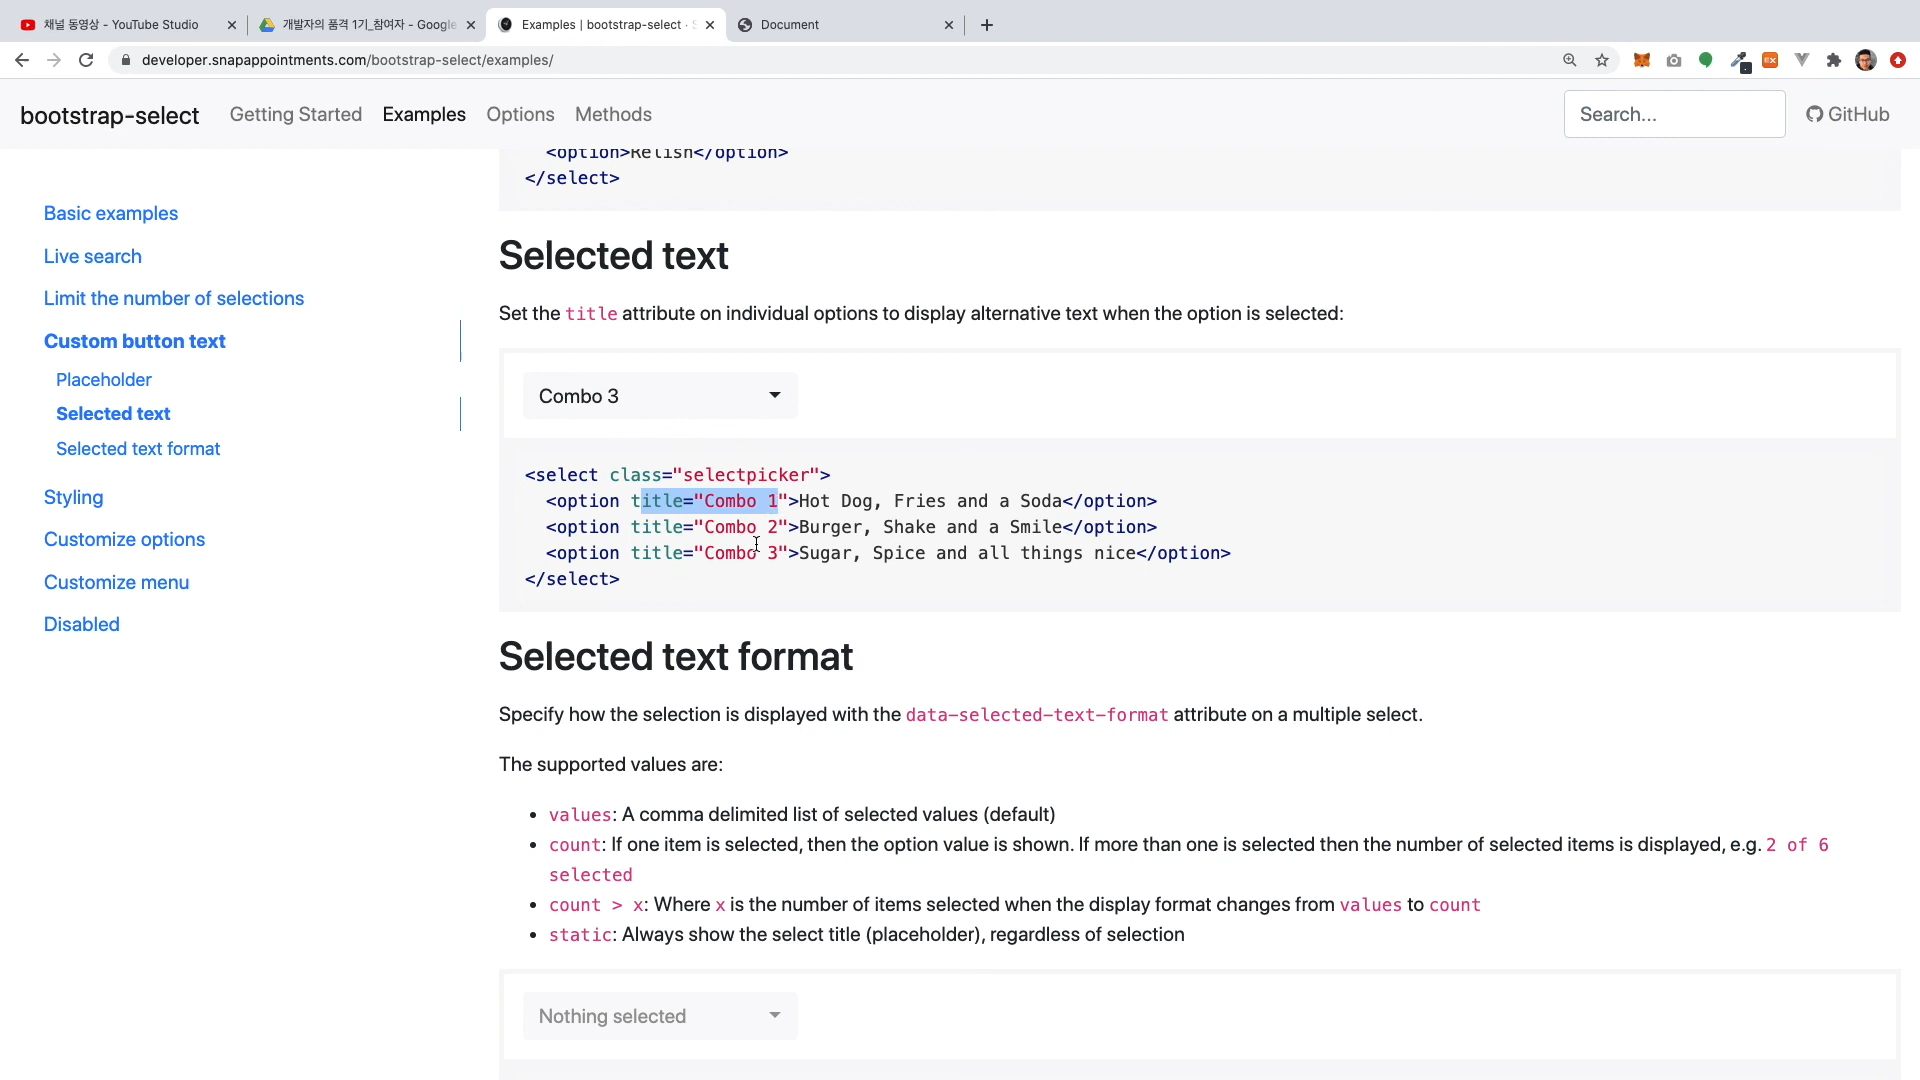 채널 동영상 - YouTube Studio
개발자의 품격 1기_참여자 - Google
Examples | bootstrap-select ·
Document
developer.snapappointments.com/bootstrap-select/examples/
bootstrap-select
Getting Started
Examples
Options
Methods
Search...
GitHub
Basic examples
Live search
Limit the number of selections
Custom button text
Placeholder
Selected text
Selected text format
Styling
Customize options
Customize menu
Disabled
<option>Relish</option>
</select>
Selected text
Set the title attribute on individual options to display alternative text when the option is selected:
Combo 3
<select class="selectpicker">
<option title="Combo 1">Hot Dog, Fries and a Soda</option>
<option title="Combo 2">Burger, Shake and a Smile</option>
<option title="Combo 3">Sugar, Spice and all things nice</option>
</select>
Selected text format
Specify how the selection is displayed with the data-selected-text-format attribute on a multiple select.
The supported values are:
• values: A comma delimited list of selected values (default)
• count: If one item is selected, then the option value is shown. If more than one is selected then the number of selected items is displayed, e.g. 2 of 6
selected
• count > x: Where x is the number of items selected when the display format changes from values to count
• static: Always show the select title (placeholder), regardless of selection
Nothing selected